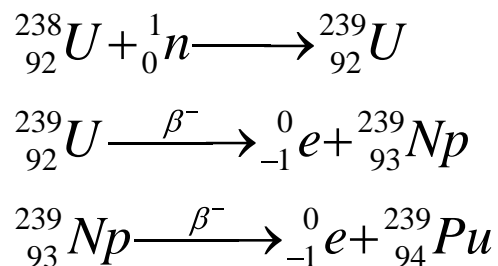 ²³⁸₉₂U + ¹₀n ⟶ ²³⁹₉₂U
²³⁹₉₂U —β⁻→ ⁰₋₁e + ²³⁹₉₃Np
²³⁹₉₃Np —β⁻→ ⁰₋₁e + ²³⁹₉₄Pu